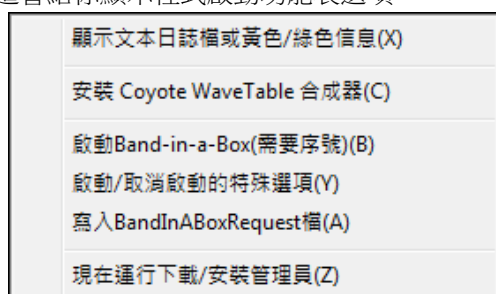 顯示文本日誌檔或黃色/綠色信息(X)
安裝 Coyote WaveTable 合成器(C)
啟動Band-in-a-Box(需要序號)(B)
啟動/取消啟動的特殊選項(Y)
寫入BandInABoxRequest檔(A)
現在運行下載/安裝管理員(Z)